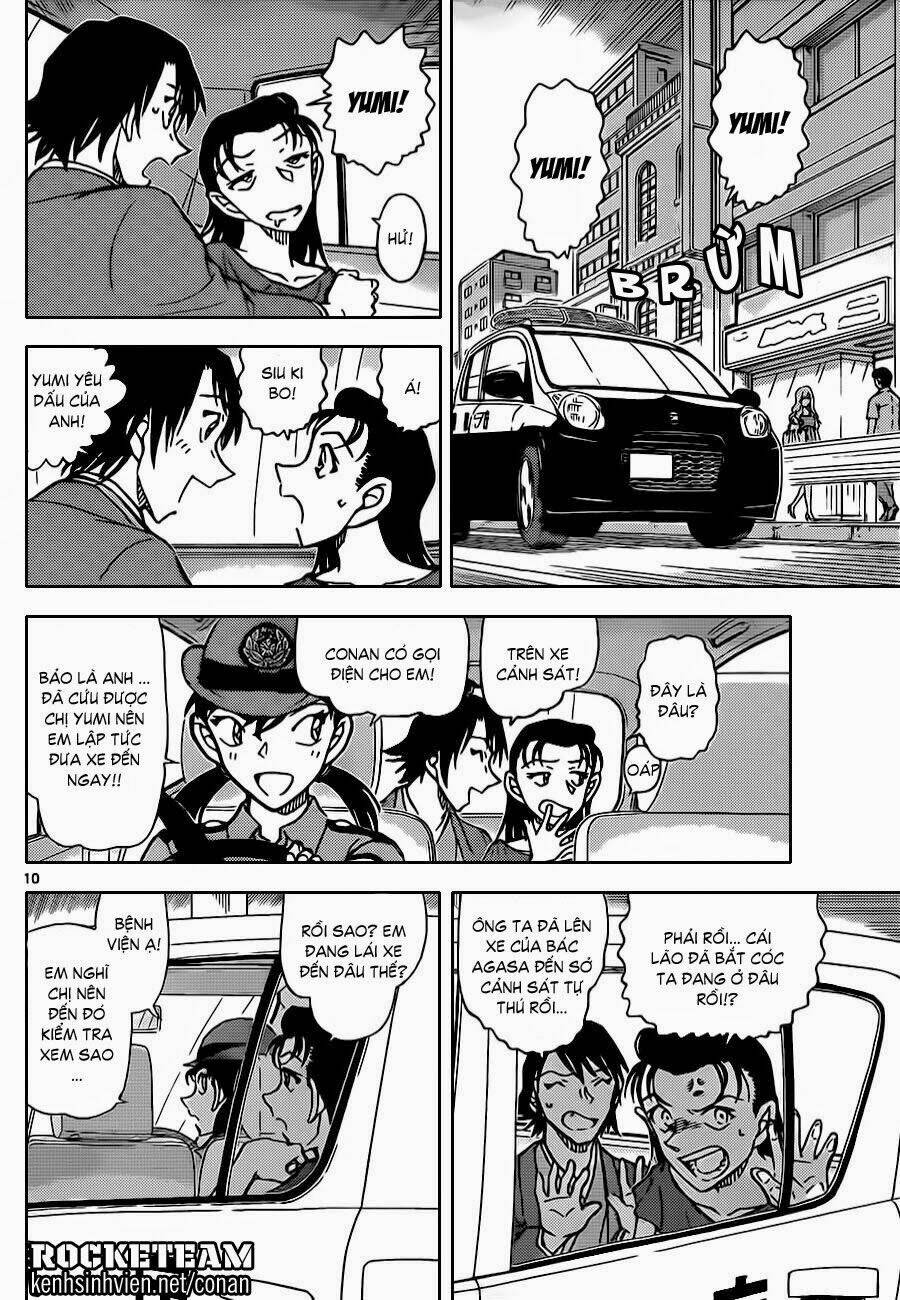 YUMI!
HỬ!
YUMI!
YUMI!
BRỪM
YUMI YÊU
DẤU CỦA
ANH!
SIU KI
BO!
Á!
BẢO LÀ ANH ...
ĐÃ CỨU ĐƯỢC
CHỊ YUMI NÊN
EM LẬP TỨC
ĐƯA XE ĐẾN
NGAY!!
CONAN CÓ GỌI
ĐIỆN CHO EM!
TRÊN XE
CẢNH SÁT!
ĐÂY LÀ
ĐÂU?
OÁP
10
BỆNH
VIỆN Ạ!
EM NGHĨ
CHỊ NÊN
ĐẾN ĐÓ
KIỂM TRA
XEM SAO
...
RỒI SAO? EM
ĐANG LÁI XE
ĐẾN ĐÂU THẾ?
ÔNG TA ĐÃ LÊN
XE CỦA BÁC
AGASA ĐẾN SỞ
CẢNH SÁT TỰ
THÚ RỒI...
PHẢI RỒI... CÁI
LÃO ĐÃ BẮT CÓC
TA ĐANG Ở ĐÂU
RỒI!?
ROCKETEAM
kenhsinhvien.net/conan